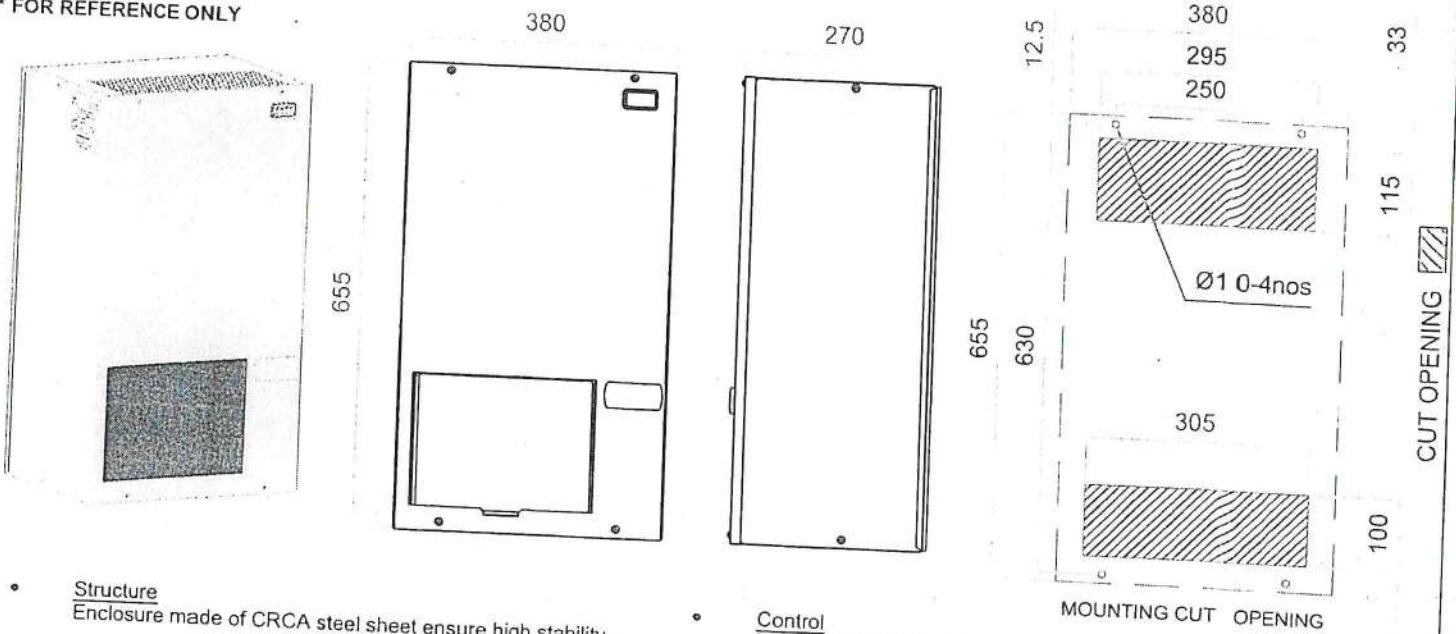 FOR REFERENCE ONLY
380
270
12.5
380
33
295
250
655
115
Ø1 0-4nos
655
630
CUT OPENING
305
100
MOUNTING CUT OPENING
• Structure
Enclosure made of CRCA steel sheet ensure high stability
• Control